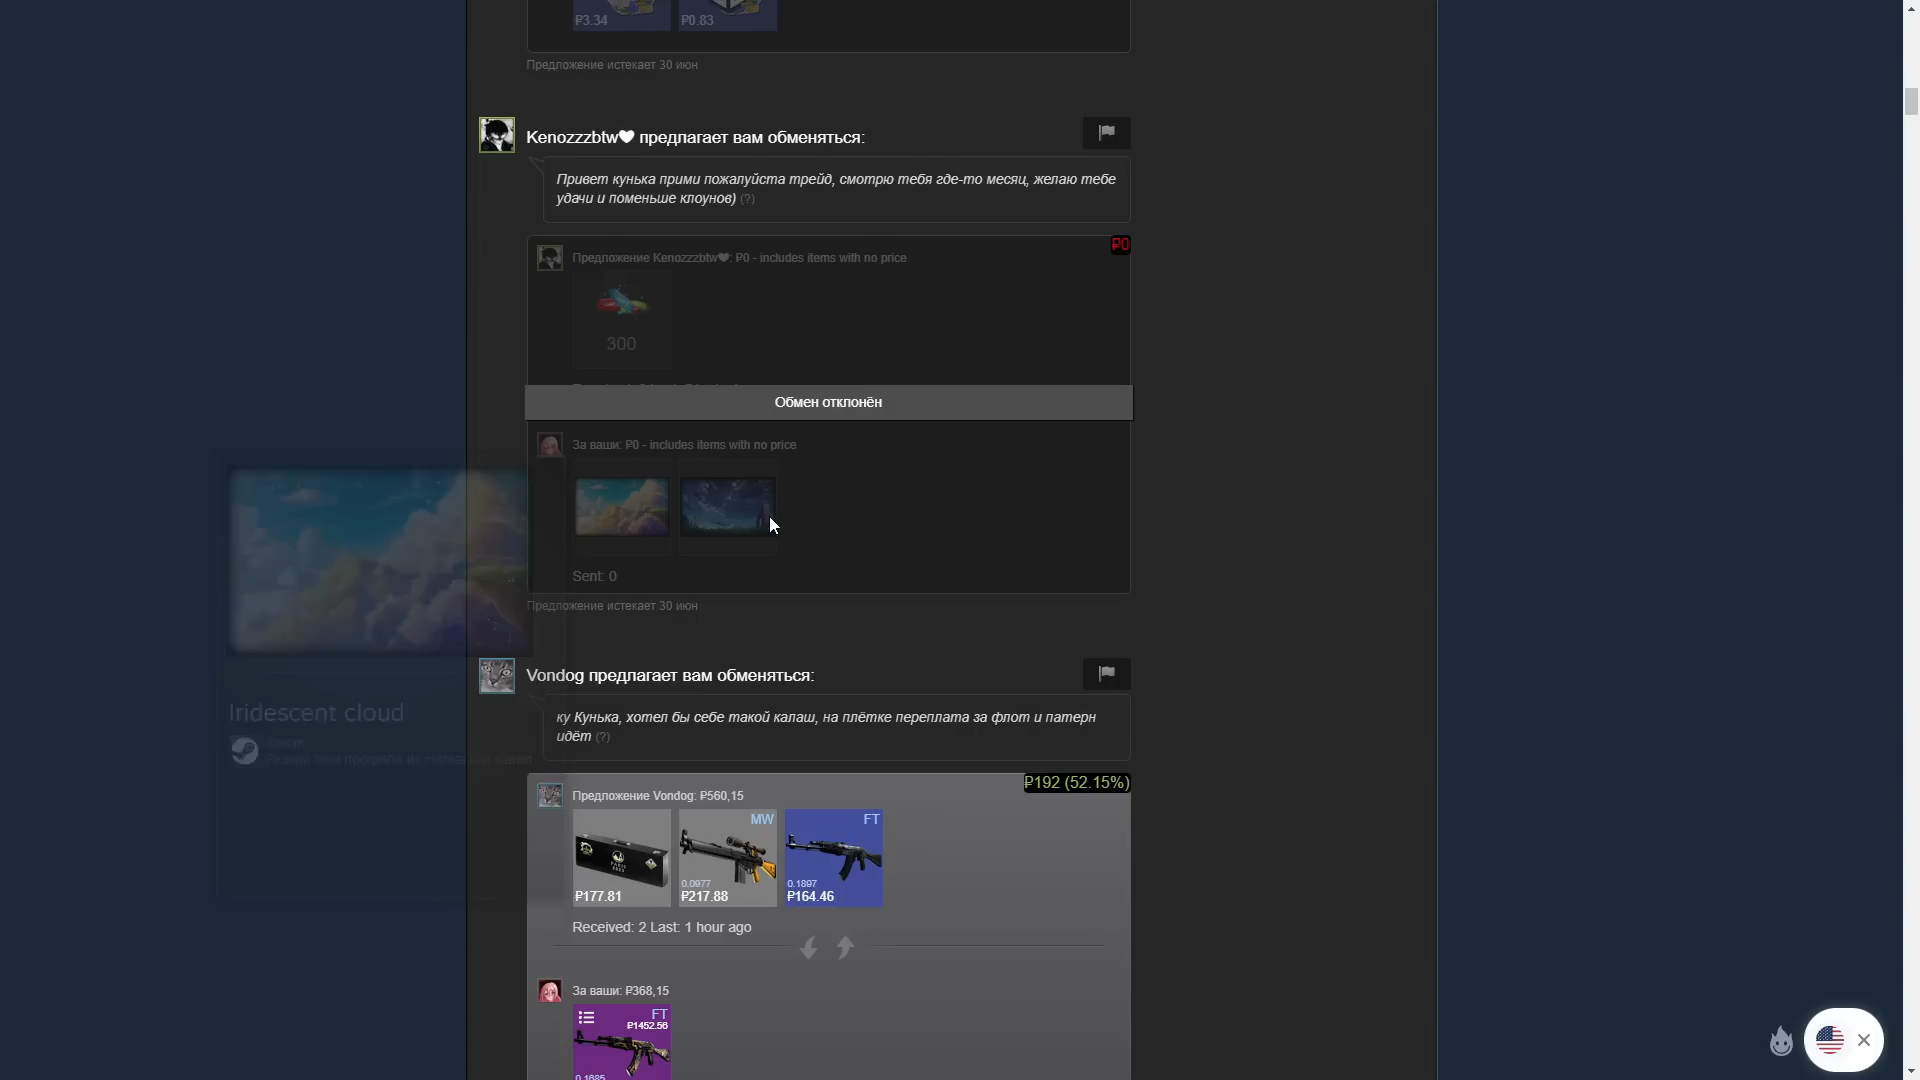 ₽3.34
₽0.83
Предложение истекает 30 июн
Kenozzzbtw❤ предлагает вам обменяться:
Привет кунька прими пожалуйста трейд, смотрю тебя где-то месяц, желаю тебе
удачи и поменьше клоунов) (?)
₽0
Предложение Kenozzzbtw❤: ₽0 - includes items with no price
300
Обмен отклонён
За ваши: ₽0 - includes items with no price
Sent: 0
Предложение истекает 30 июн
Iridescent cloud
Steam
Vondog предлагает вам обменяться:
ку Кунька, хотел бы себе такой калаш, на плётке переплата за флот и патерн
идёт (?)
₽192 (52.15%)
Предложение Vondog: ₽560,15
MW
FT
0.0977
0.1897
₽177.81
₽217.88
₽164.46
Received: 2 Last: 1 hour ago
За ваши: ₽368,15
FT
₽1452.56
0.1685